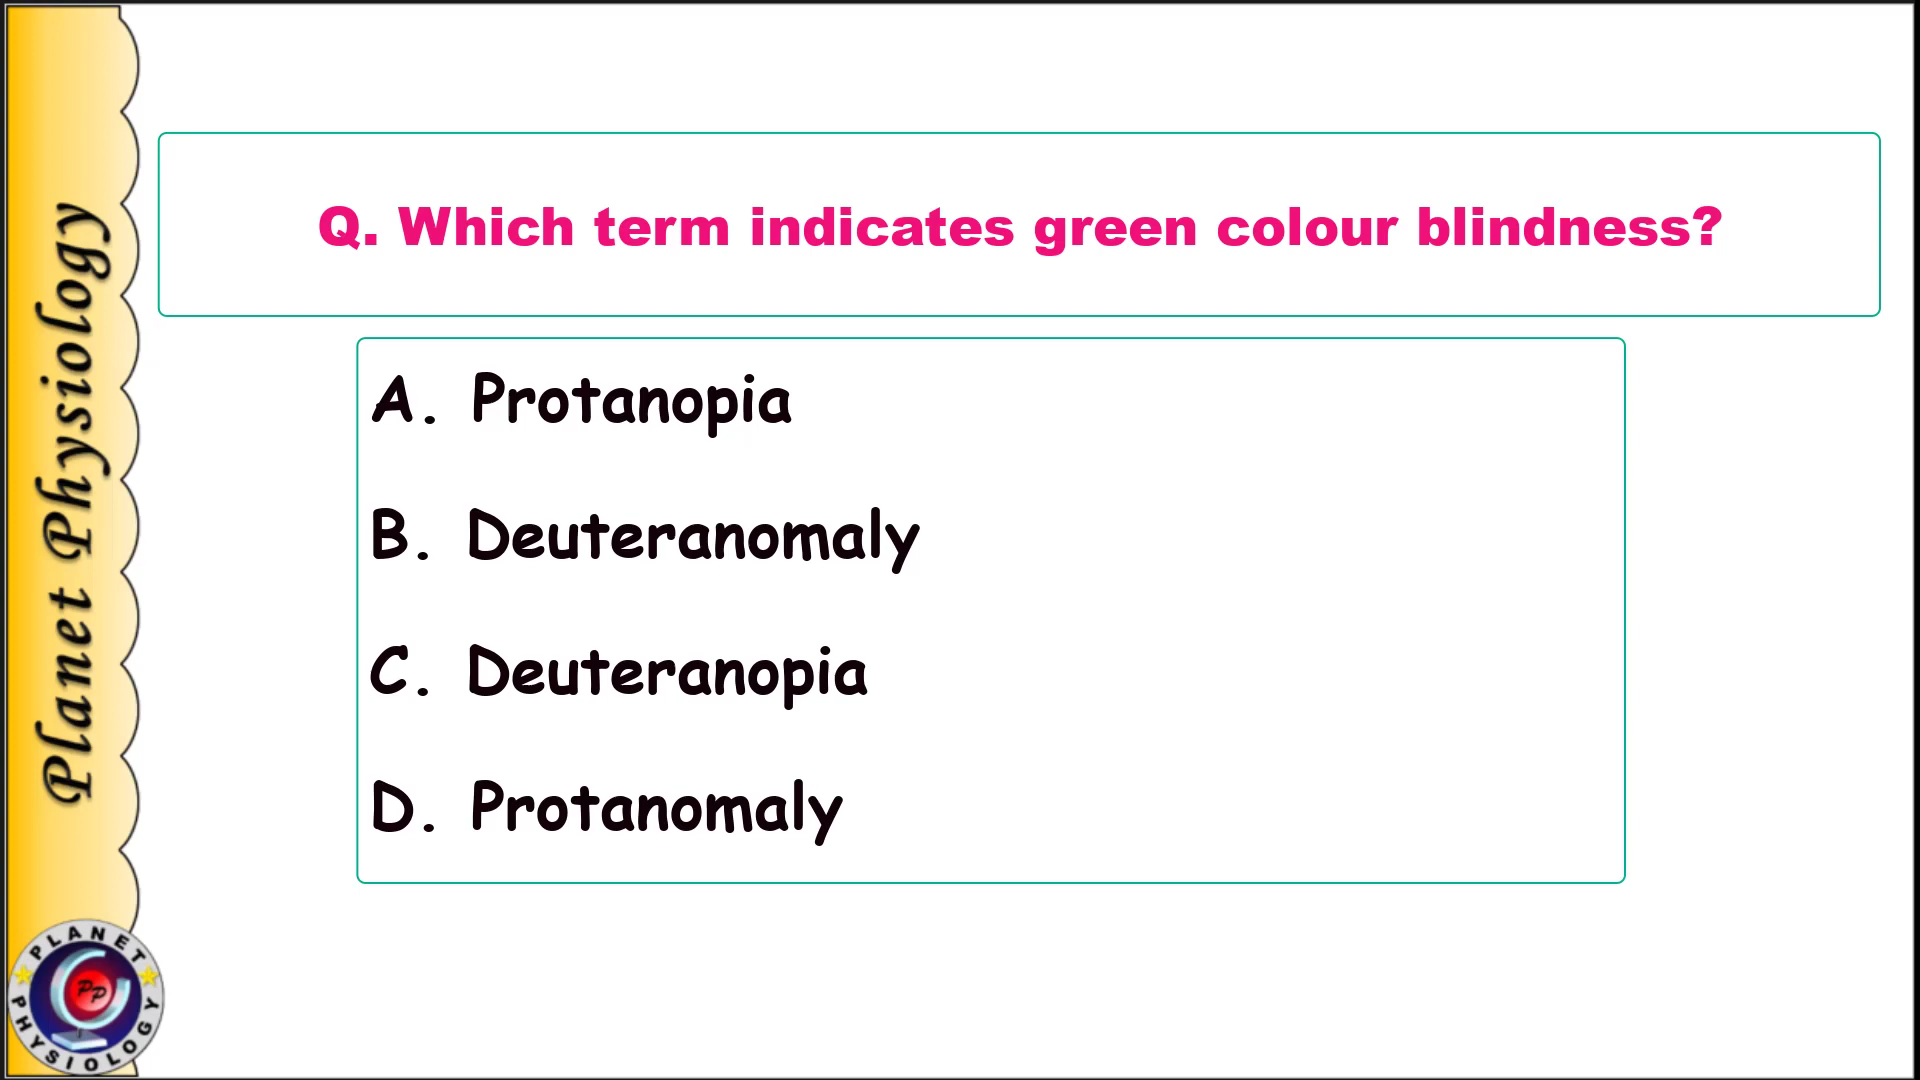 Planet Physiology
Q. Which term indicates green colour blindness?
A. Protanopia
B. Deuteranomaly
C. Deuteranopia
D. Protanomaly
PLANET
PP
PHYSIOLOGY